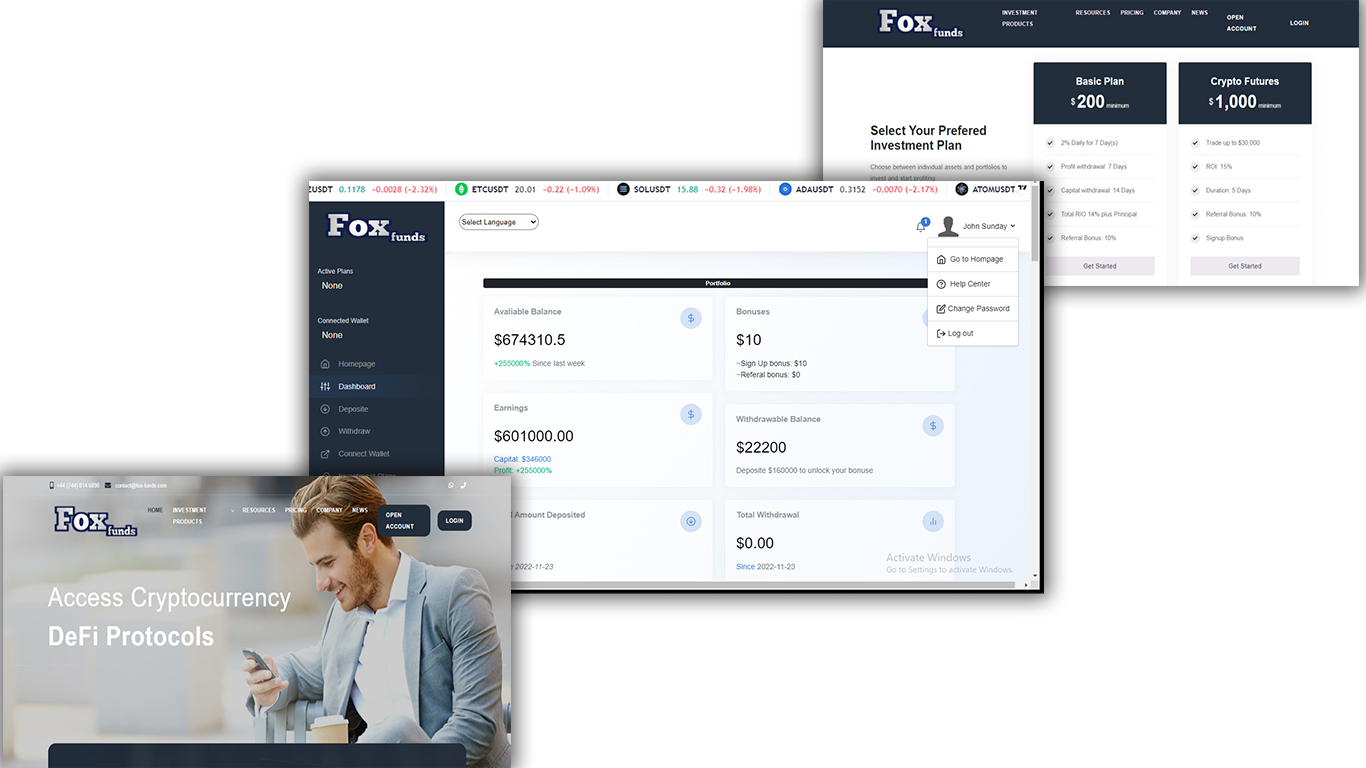 Fox funds
INVESTMENT
PRODUCTS
RESOURCES PRICING COMPANY NEWS
OPEN
ACCOUNT
LOGIN
Select Your Prefered
Investment Plan
Choose between individual assets and portfolios to
invest and start profiting
Basic Plan
$ 200 minimum
2% Daily for 7 Day(s)
Profit withdrawal: 7 Days
Capital withdrawal: 14 Days
Total RIO 14% plus Principal
Referral Bonus: 10%
Get Started
Crypto Futures
$ 1,000 minimum
Trade up to $30,000
ROI: 15%
Duration: 5 Days
Referral Bonus: 10%
Signup Bonus
Get Started
ZUSDT 0.1178 -0.0028 (-2.32%) ETCUSDT 20.01 -0.22 (-1.09%) SOLUSDT 15.88 -0.32 (-1.98%) ADAUSDT 0.3152 -0.0070 (-2.17%) ATOMUSDT
Fox funds
Select Language
1
John Sunday
Go to Hompage
Help Center
Change Password
Log out
Active Plans
None
Connected Wallet
None
Homepage
Dashboard
Deposite
Withdraw
Connect Wallet
Portfolio
Avaliable Balance
$
$674310.5
+255000% Since last week
Bonuses
$10
~Sign Up bonus: $10
~Referal bonus: $0
Earnings
$
$601000.00
Capital: $346000
Profit: +255000%
Withdrawable Balance
$
$22200
Deposite $160000 to unlock your bonuse
Amount Deposited
2022-11-23
Total Withdrawal
$0.00
Since 2022-11-23
Activate Windows
Go to Settings to activate Windows.
contact@fox-funds.com
Fox funds
HOME
INVESTMENT
PRODUCTS
RESOURCES PRICING COMPANY NEWS
OPEN
ACCOUNT
LOGIN
Access Cryptocurrency
DeFi Protocols